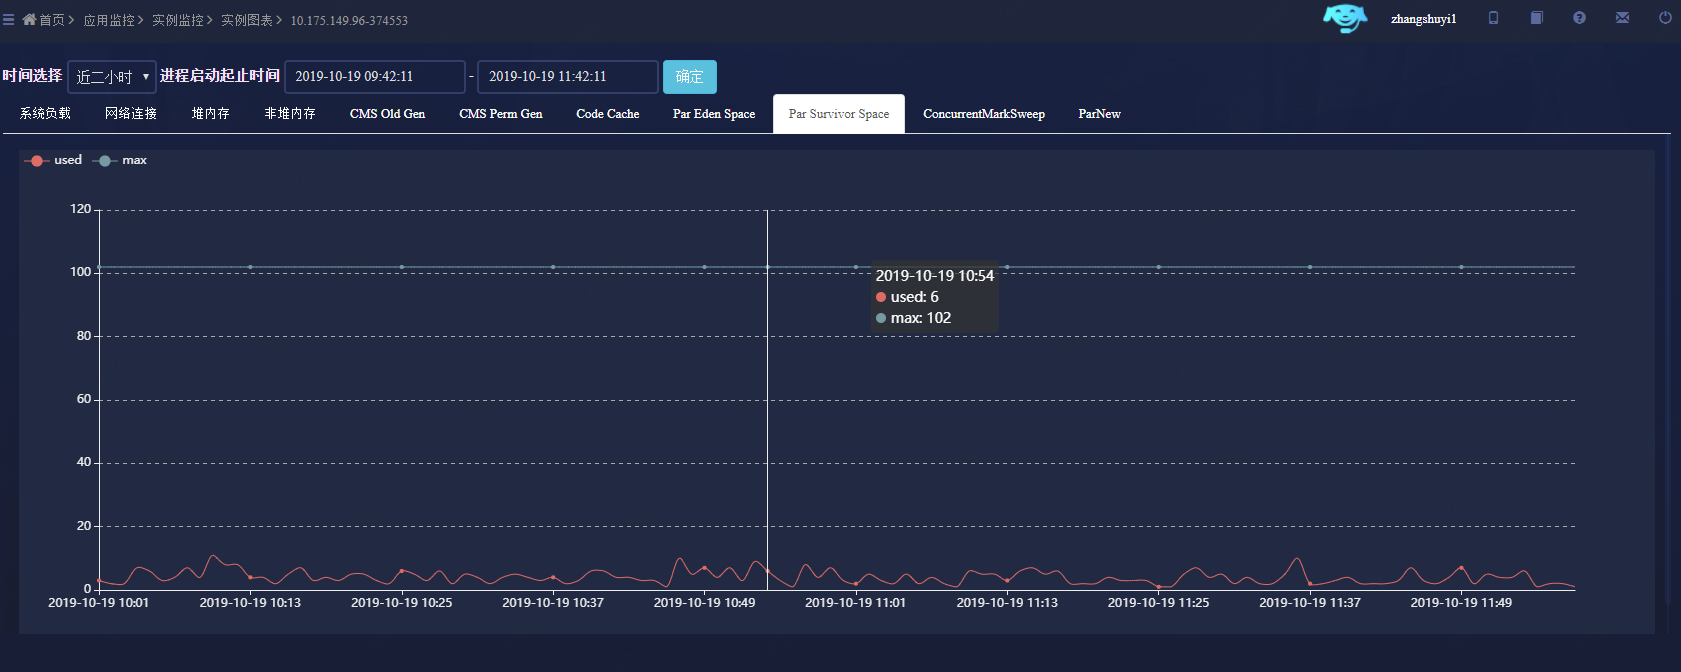 首页 应用监控 实例监控 实例图表 10.175.149.96-374553
zhangshuyi1
时间选择 近二小时 进程启动起止时间 2019-10-19 09:42:11 - 2019-10-19 11:42:11 确定
系统负载 网络连接 堆内存 非堆内存 CMS Old Gen CMS Perm Gen Code Cache Par Eden Space Par Survivor Space ConcurrentMarkSweep ParNew
used max
120
100
80
60
40
20
0
2019-10-19 10:54
used: 6
max: 102
2019-10-19 10:01 2019-10-19 10:13 2019-10-19 10:25 2019-10-19 10:37 2019-10-19 10:49 2019-10-19 11:01 2019-10-19 11:13 2019-10-19 11:25 2019-10-19 11:37 2019-10-19 11:49